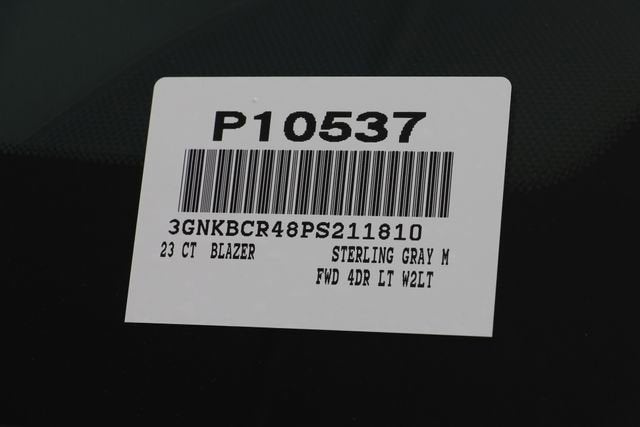 P10537
3GNKBCR48PS211810
23 CT BLAZER STERLING GRAY M
FWD 4DR LT W2LT